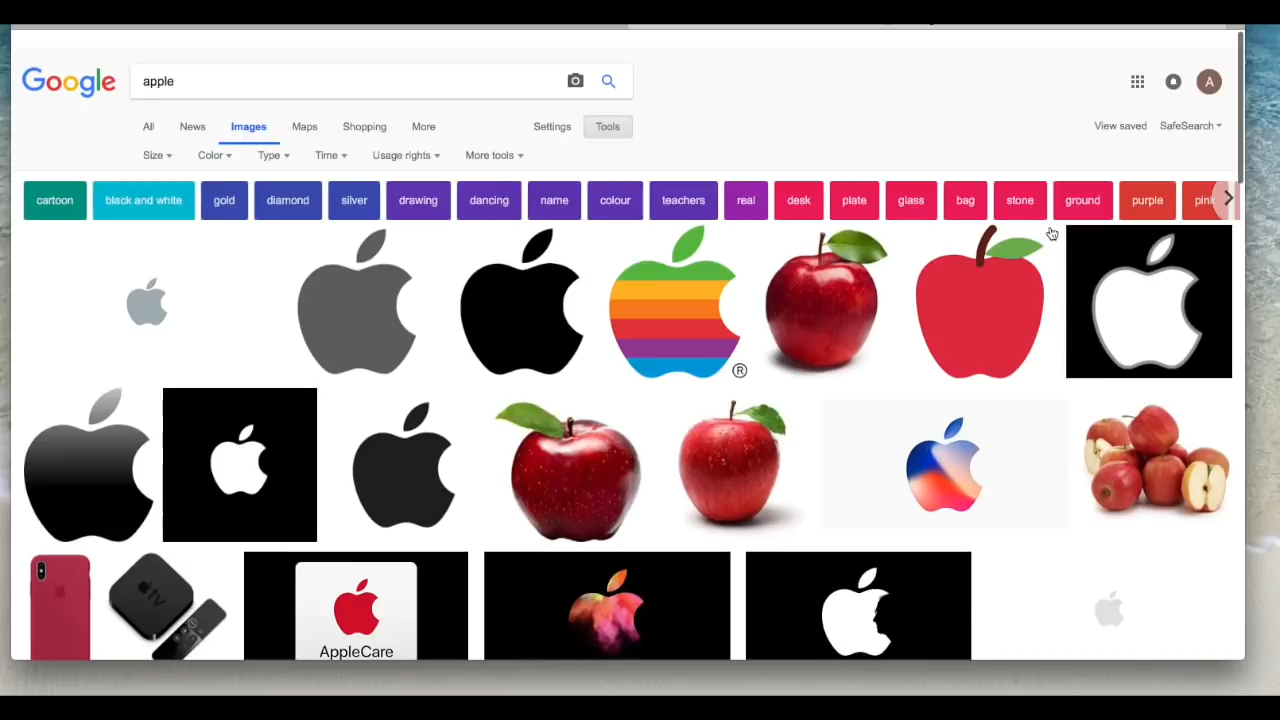 Google
apple
A
All News Images Maps Shopping More Settings Tools
View saved SafeSearch
Size Color Type Time Usage rights More tools
cartoon black and white gold diamond silver drawing dancing name colour teachers real desk plate glass bag stone ground purple pink
®
tv
AppleCare